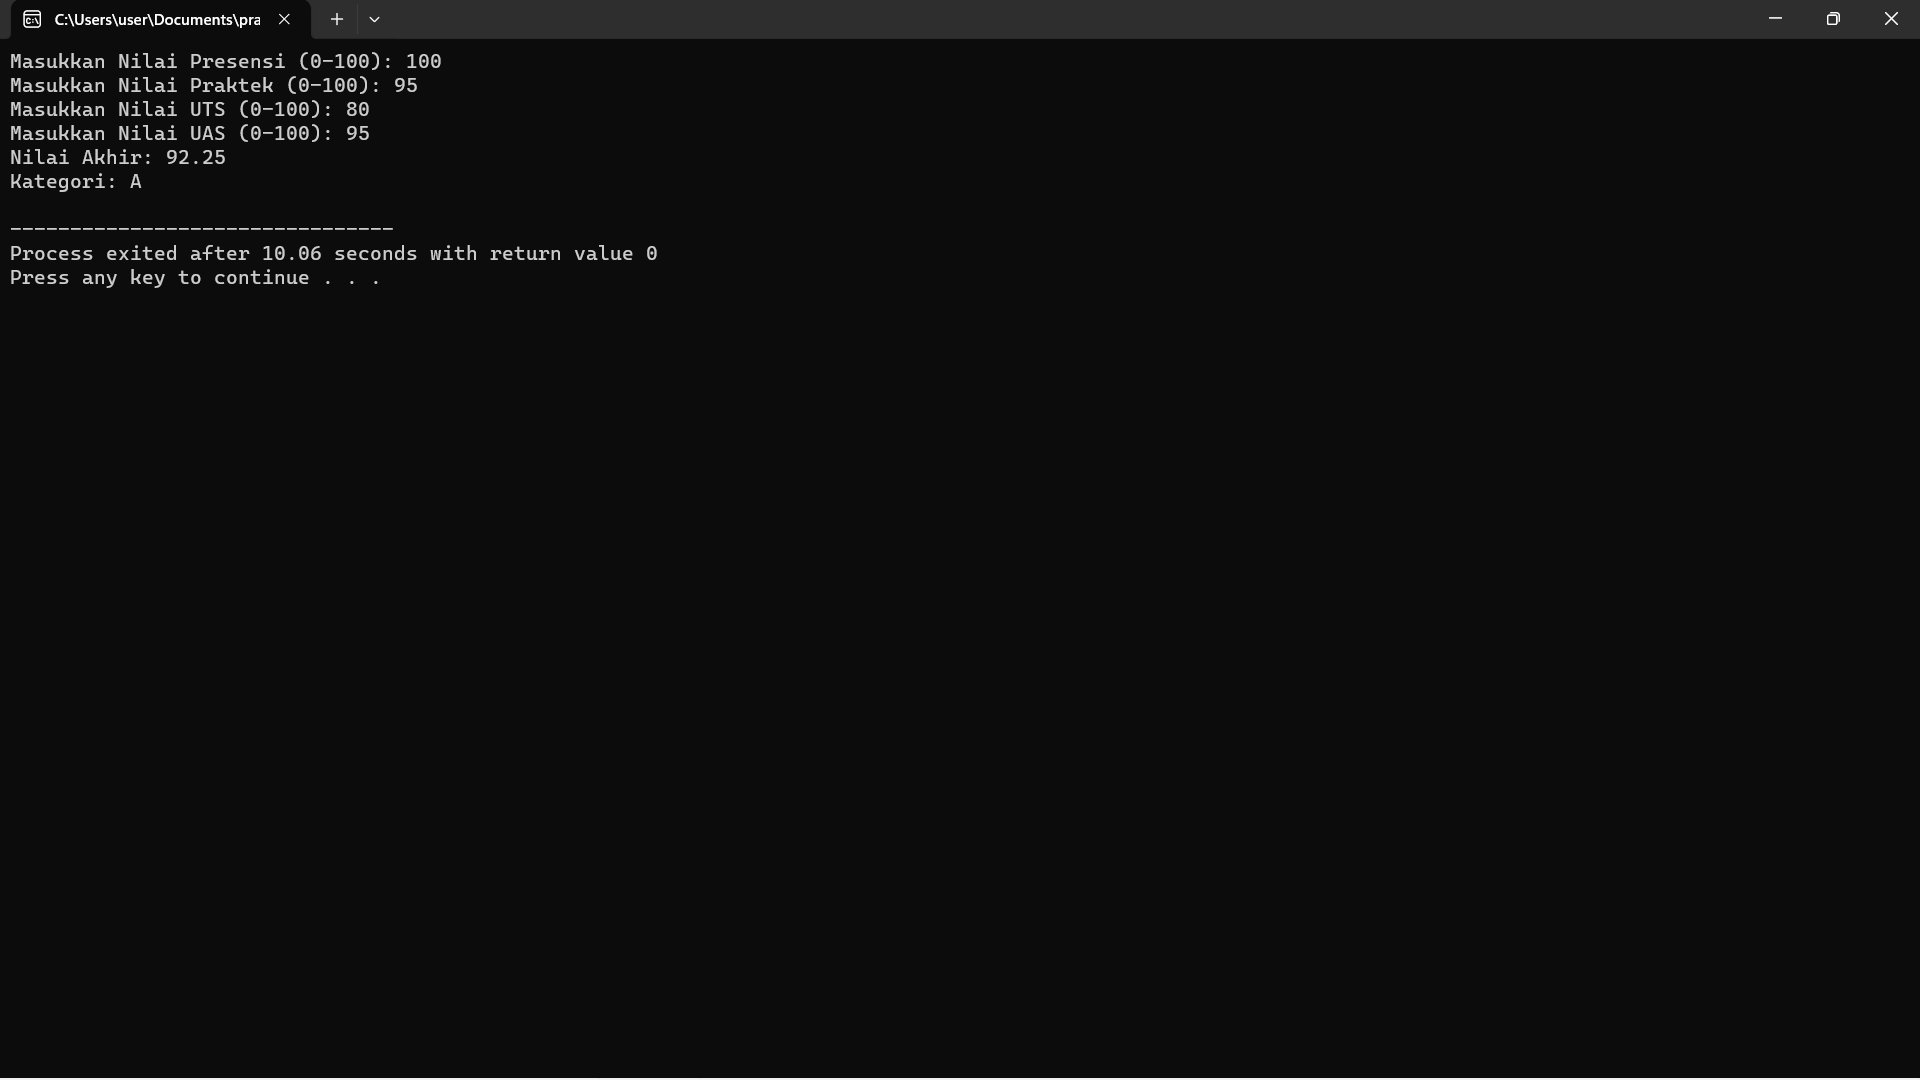 C:\Users\user\Documents\pra
Masukkan Nilai Presensi (0-100): 100
Masukkan Nilai Praktek (0-100): 95
Masukkan Nilai UTS (0-100): 80
Masukkan Nilai UAS (0-100): 95
Nilai Akhir: 92.25
Kategori: A
--------------------------------
Process exited after 10.06 seconds with return value 0
Press any key to continue . . .